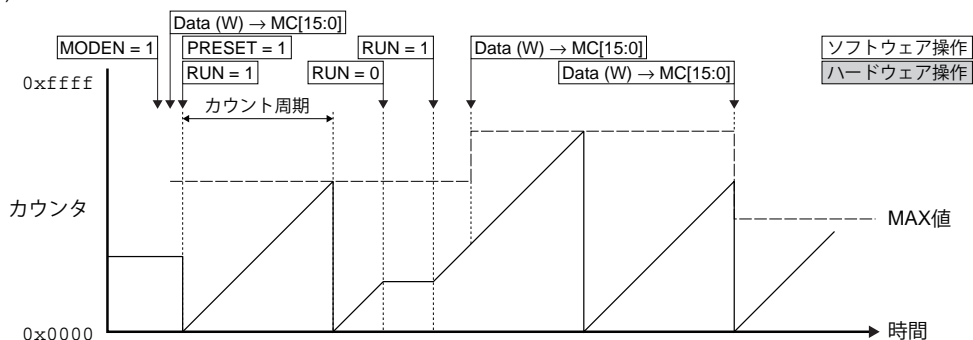 Data (W) → MC[15:0]
MODEN = 1
PRESET = 1
RUN = 1
Data (W) → MC[15:0]
ソフトウェア操作
RUN = 1
RUN = 0
Data (W) → MC[15:0]
ハードウェア操作
0xffff
カウント周期
カウンタ
MAX値
0x0000
時間